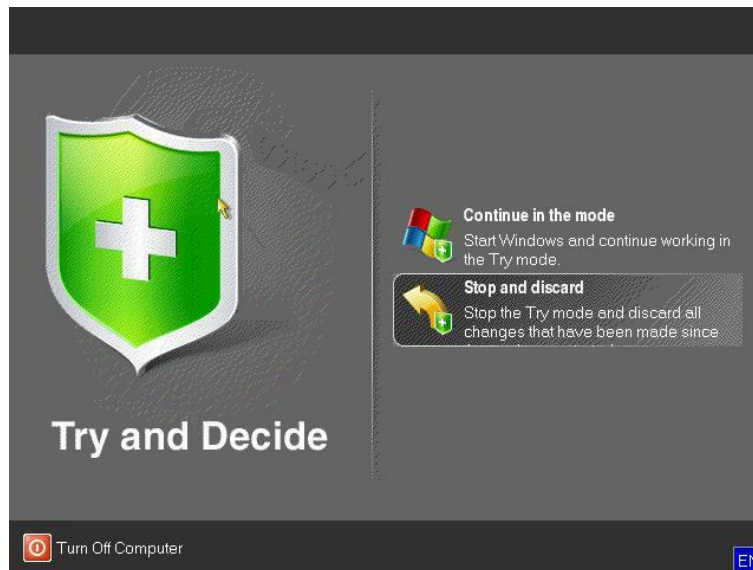 Try and Decide
Continue in the mode
Start Windows and continue working in
the Try mode.
Stop and discard
Stop the Try mode and discard all
changes that have been made since
Turn Off Computer
EN